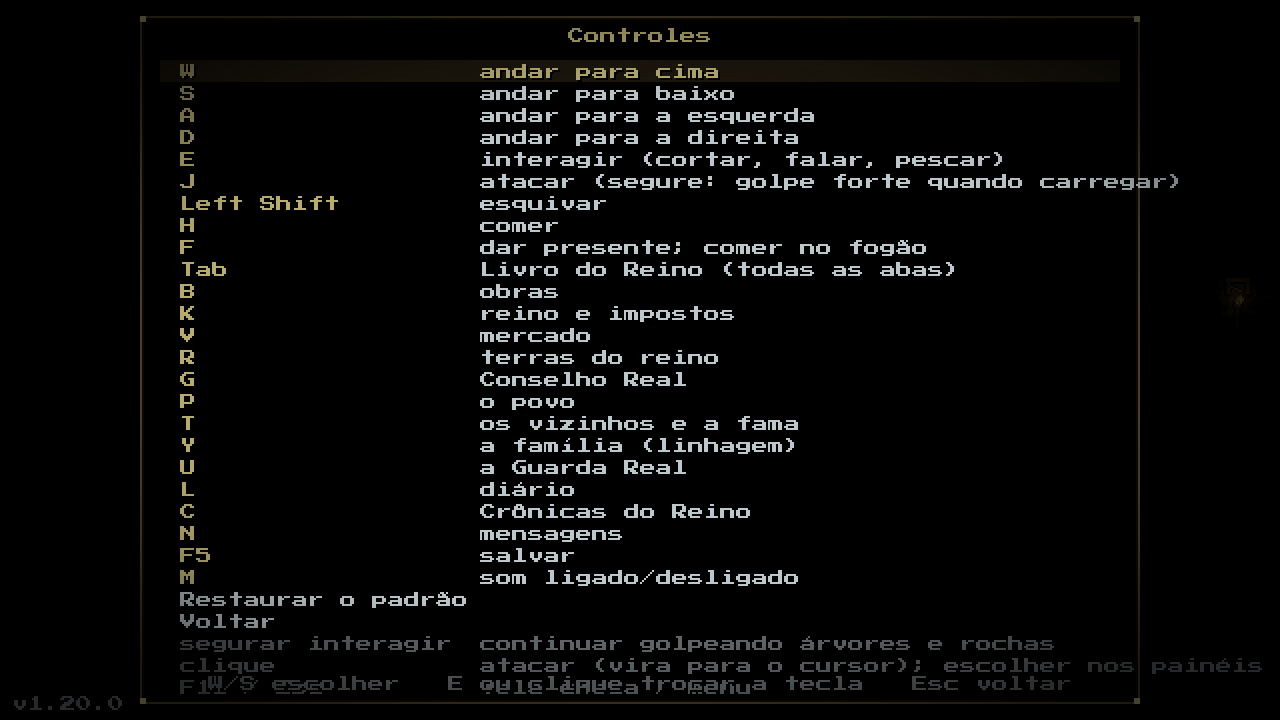 Controles
W andar para cima
S andar para baixo
A andar para a esquerda
D andar para a direita
E interagir (cortar, falar, pescar)
J atacar (segure: golpe forte quando carregar)
Left Shift esquivar
H comer
F dar presente; comer no fogão
Tab Livro do Reino (todas as abas)
B obras
K reino e impostos
V mercado
R terras do reino
G Conselho Real
P o povo
T os vizinhos e a fama
Y a família (linhagem)
U a Guarda Real
L diário
C Crônicas do Reino
N mensagens
F5 salvar
M som ligado/desligado
Restaurar o padrão
Voltar
segurar interagir continuar golpeando árvores e rochas
clique atacar (vira para o cursor); escolher nos painéis
W/S escolher E ou clique trocar a tecla Esc voltar
v1.20.0